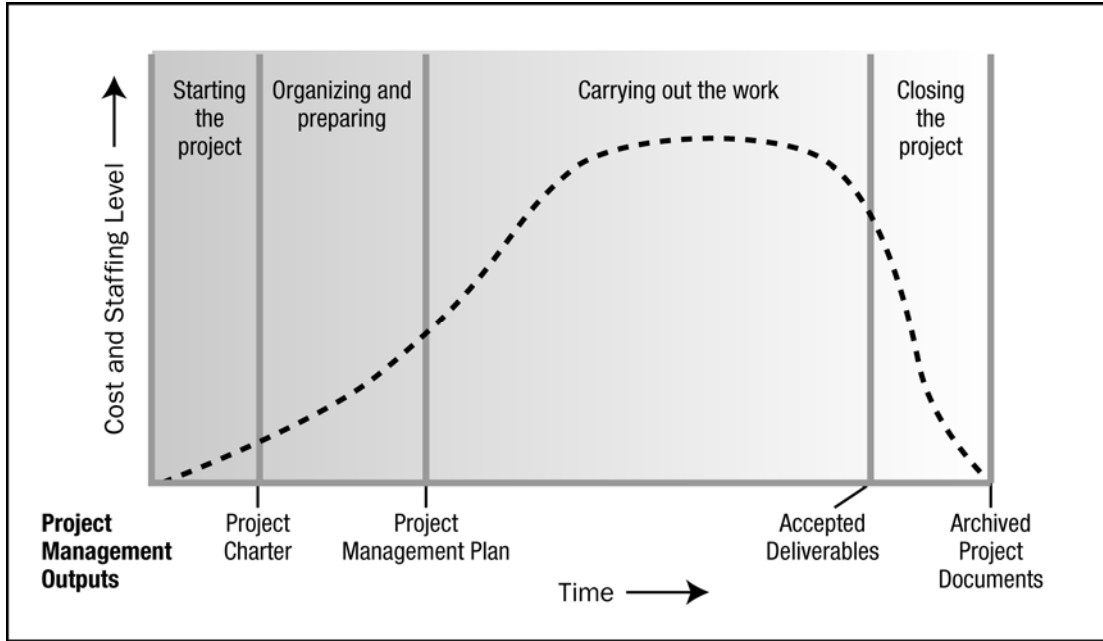 Starting
the
project
Organizing and
preparing
Carrying out the work
Closing
the
project
Cost and Staffing Level
Project
Management
Outputs
Project
Charter
Project
Management Plan
Accepted
Deliverables
Archived
Project
Documents
Time